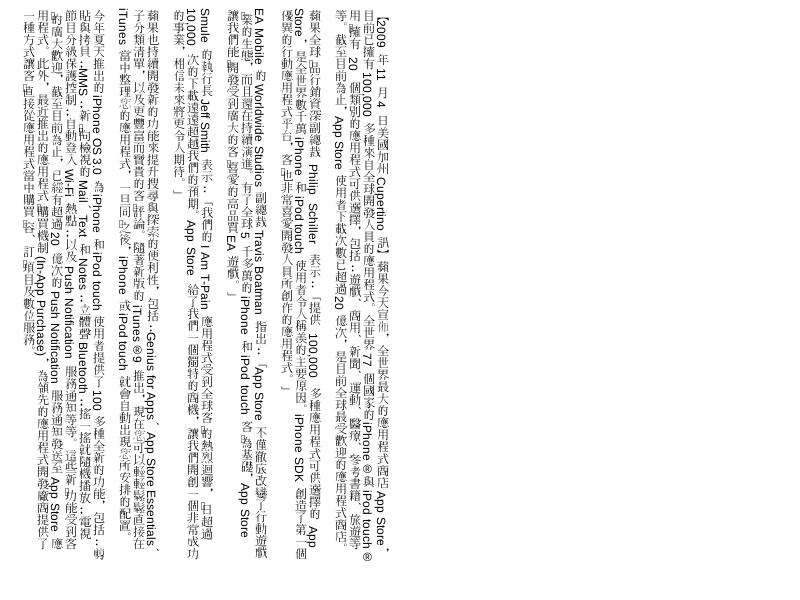 【2009 年 11 月 4 日美國加州 Cupertino 訊】蘋果今天宣布，全世界最大的應用程式商店 App Store，
目前已擁有 100,000 多種來自全球開發人員的應用程式。全世界 77 個國家的 iPhone ® 與 iPod touch ®
用戶擁有 20 個類別的應用程式可供選擇，包括：遊戲、商用、新聞、運動、醫療、參考書籍、旅遊等
等。截至目前為止，App Store 使用者下載次數已超過 20 億次，是目前全球最受歡迎的應用程式商店。
蘋果全球產品行銷資深副總裁 Philip Schiller 表示：「提供 100,000 多種應用程式可供選擇的 App
Store，是全世界數千萬 iPhone 和 iPod touch 使用者令人稱羨的主要原因。iPhone SDK 創造了第一個
優異的行動應用程式平台，客戶也非常喜愛開發人員所創作的應用程式。」
EA Mobile 的 Worldwide Studios 副總裁 Travis Boatman 指出：「App Store 不僅徹底改變了行動遊戲
產業的生態，而且還在持續演進。有了全球 5 千多萬的 iPhone 和 iPod touch 客戶為基礎，App Store
讓我們能夠開發受到廣大的客戶喜愛的高品質 EA 遊戲。」
Smule 的執行長 Jeff Smith 表示：「我們的 I Am T-Pain 應用程式受到全球客戶的熱烈迴響，每日超過
10,000 次的下載遠遠超越我們的預期。App Store 給了我們一個獨特的商機，讓我們開創一個非常成功
的事業，相信未來將更令人期待。」
蘋果也持續開發新的功能來提升搜尋與探索的便利性，包括：Genius for Apps、App Store Essentials、
子分類清單，以及更豐富而寶貴的客戶評論。隨著新版的 iTunes ® 9 推出，現在您可以輕輕鬆鬆直接在
iTunes 當中整理您的應用程式，一旦同步之後，iPhone 或 iPod touch 就會自動出現您所安排的配置。
今年夏天推出的 iPhone OS 3.0 為 iPhone 和 iPod touch 使用者提供了 100 多種全新的功能，包括：剪
貼與拷貝：MMS：新橫向檢視的 Mail、Text 和 Notes：立體聲 Bluetooth：搖一搖就隨機播放：電視
節目分級保護控制：自動登入 Wi-Fi 熱點：以及 Push Notification 服務通知等等。這些新功能受到客
戶的廣大歡迎，截至目前為止，已經有超過 20 億次的 Push Notification 服務通知發送至 App Store 應
用程式。此外，最近推出的應用程式內購買機制 (In-App Purchase)，為領先的應用程式開發廠商提供了
一種方式讓客戶直接從應用程式當中購買內容、訂閱項目及數位服務。